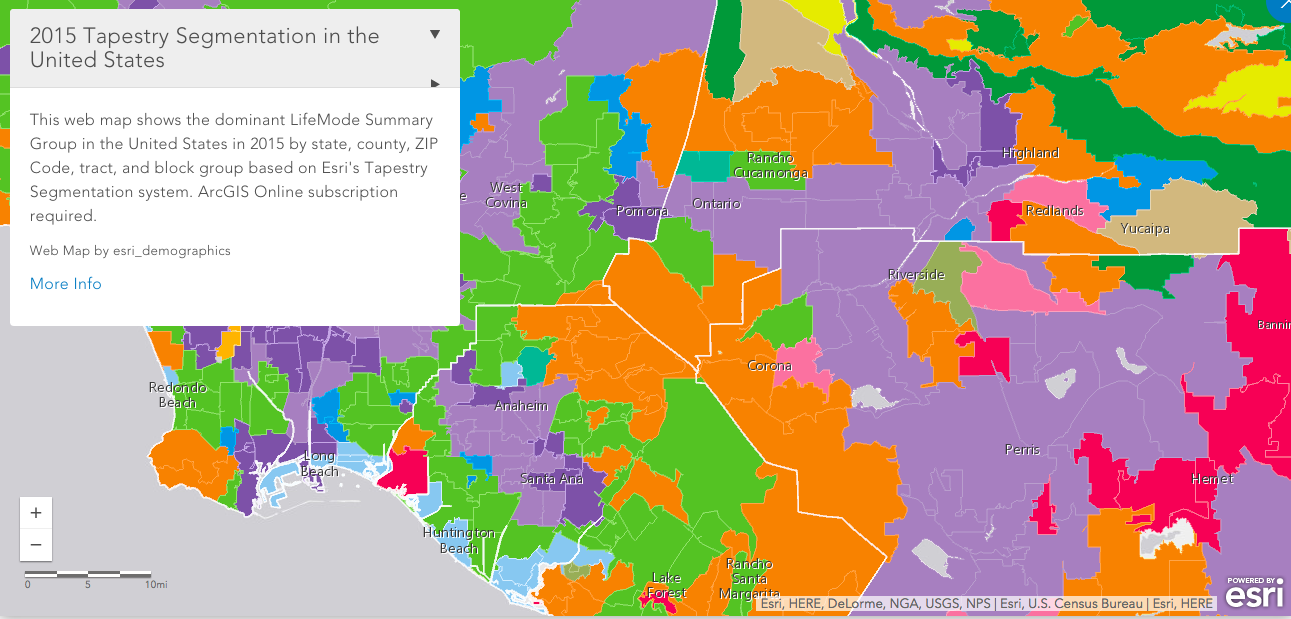 2015 Tapestry Segmentation in the
United States
This web map shows the dominant LifeMode Summary
Group in the United States in 2015 by state, county, ZIP
Code, tract, and block group based on Esri's Tapestry
Segmentation system. ArcGIS Online subscription
required.
Web Map by esri_demographics
More Info
Highland
Rancho
Cucamonga
West
Covina
Pomona
Ontario
Redlands
Yucaipa
Riverside
Bannin
Corona
Redondo
Beach
Anaheim
Perris
Long
Beach
Santa Ana
Hemet
Huntington
Beach
Lake
Forest
Rancho
Santa
Margarita
+
−
0 5 10mi
Esri, HERE, DeLorme, NGA, USGS, NPS | Esri, U.S. Census Bureau | Esri, HERE
POWERED BY
esri